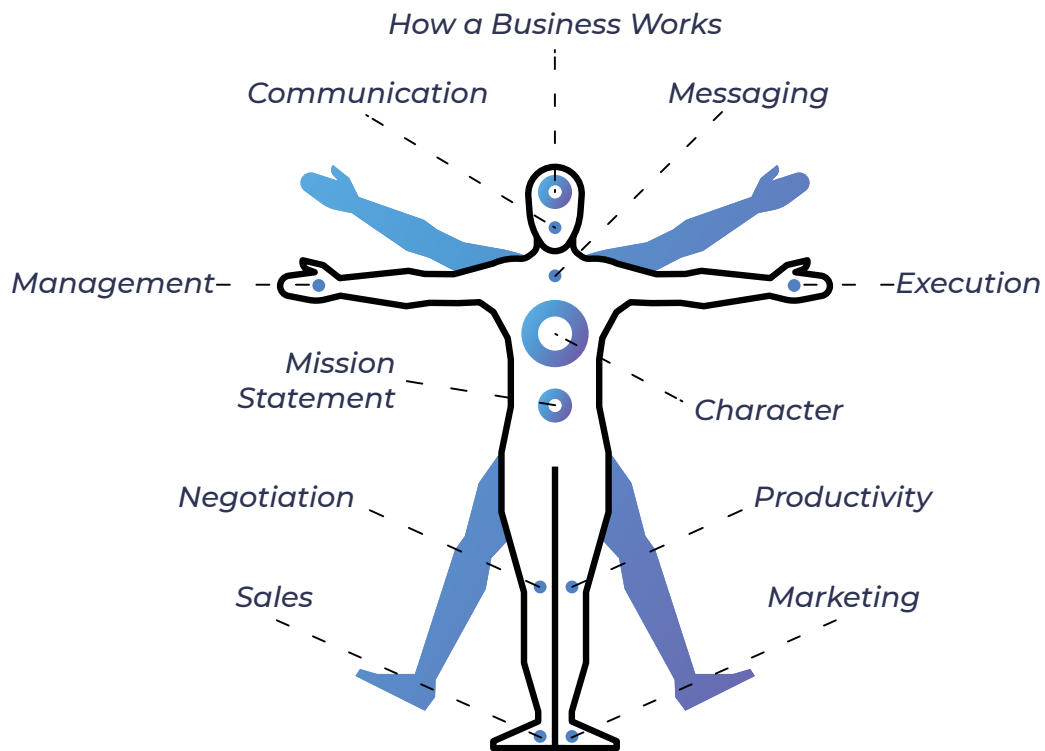 How a Business Works
Communication
Messaging
Management
Execution
Mission
Statement
Character
Negotiation
Productivity
Sales
Marketing